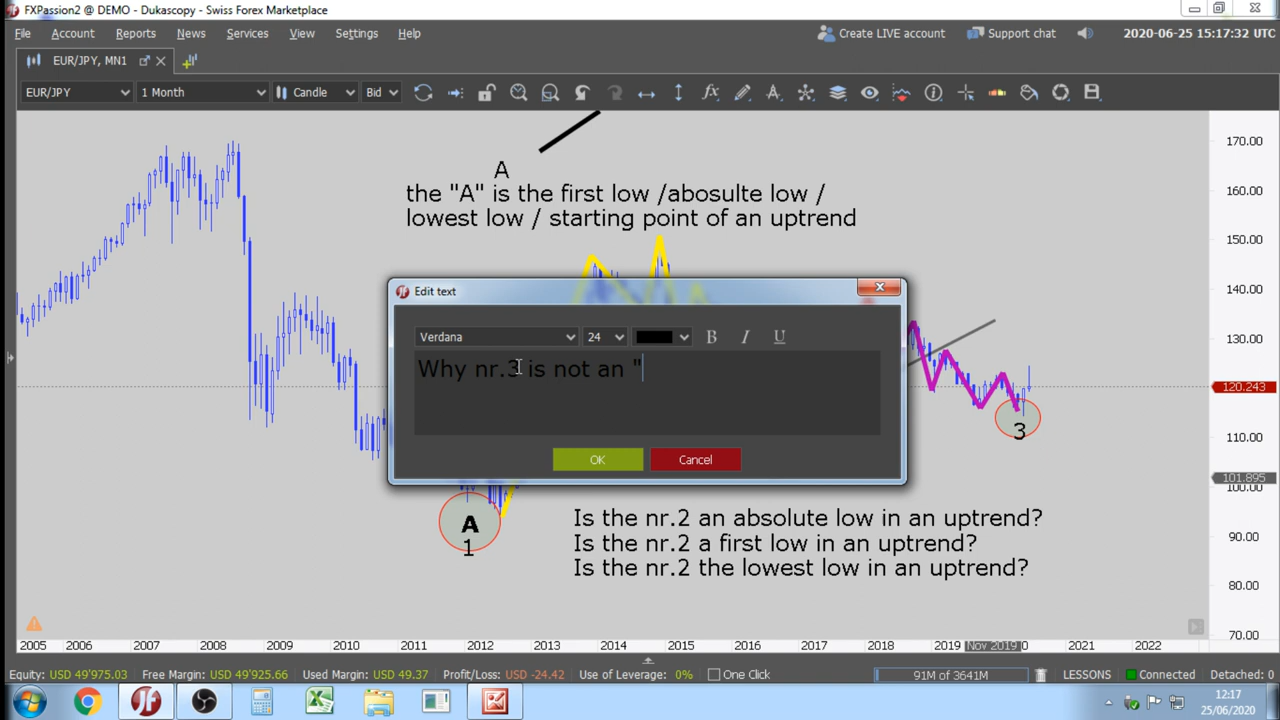 FXPassion2 @ DEMO - Dukascopy - Swiss Forex Marketplace
File Account Reports News Services View Settings Help
Create LIVE account Support chat 2020-06-25 15:17:32 UTC
EUR/JPY, MN1
EUR/JPY 1 Month Candle Bid
A
the "A" is the first low /abosulte low /
lowest low / starting point of an uptrend
Edit text
Verdana 24 B I U
Why nr.3 is not an "
OK Cancel
A
1
3
Is the nr.2 an absolute low in an uptrend?
Is the nr.2 a first low in an uptrend?
Is the nr.2 the lowest low in an uptrend?
170.00
160.00
150.00
140.00
130.00
120.243
110.00
101.895
100.00
90.00
80.00
70.00
2005 2006 2007 2008 2009 2010 2011 2012 2013 2014 2015 2016 2017 2018 2019 Nov 2019 0 2021 2022
Equity: USD 49'975.03 Free Margin: USD 49'925.66 Used Margin: USD 49.37 Profit/Loss: USD -24.42 Use of Leverage: 0% One Click 91M of 3641M LESSONS Connected Detached: 0
12:17
25/06/2020